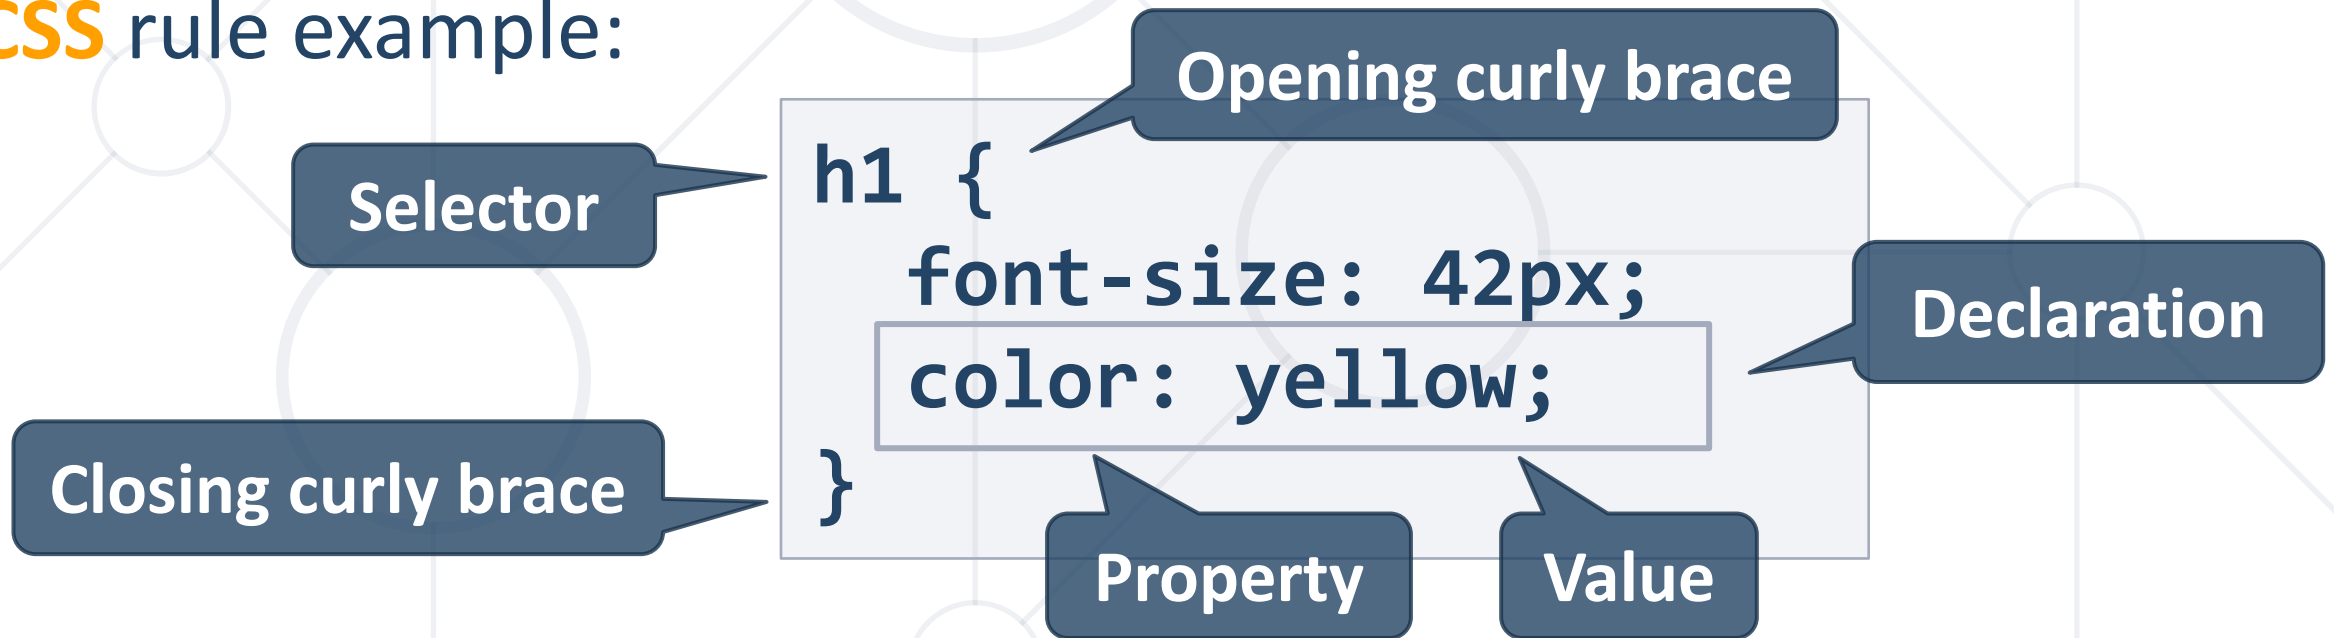 CSS rule example:
Opening curly brace
Selector
h1 {
font-size: 42px;
Declaration
color: yellow;
Closing curly brace
}
Property
Value